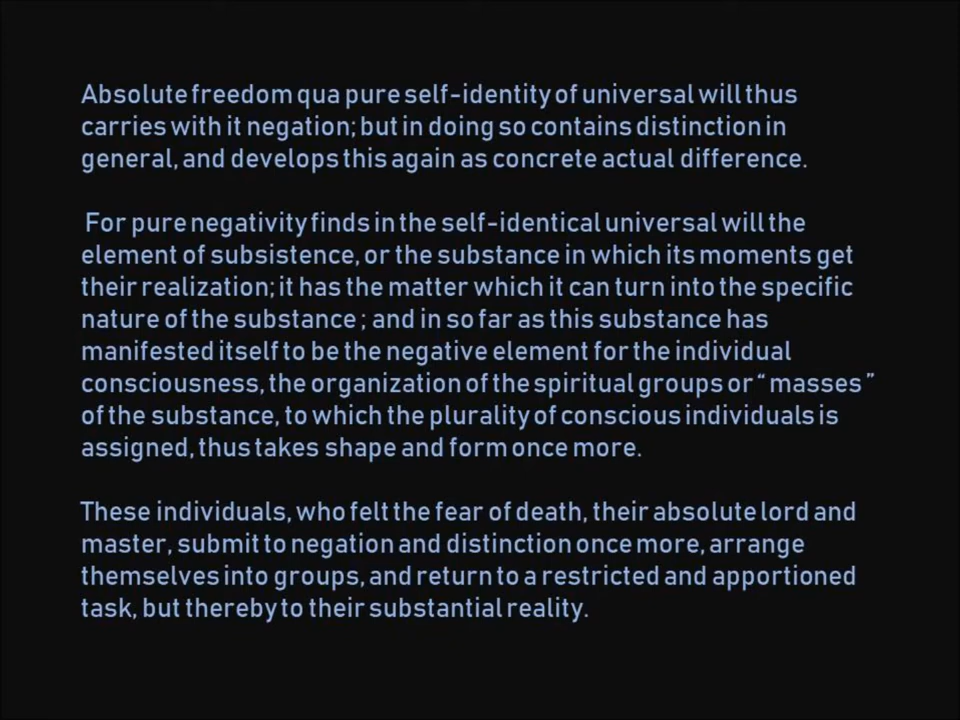 Absolute freedom qua pure self-identity of universal will thus
carries with it negation; but in doing so contains distinction in
general, and develops this again as concrete actual difference.
For pure negativity finds in the self-identical universal will the
element of subsistence, or the substance in which its moments get
their realization; it has the matter which it can turn into the specific
nature of the substance ; and in so far as this substance has
manifested itself to be the negative element for the individual
consciousness, the organization of the spiritual groups or “ masses ”
of the substance, to which the plurality of conscious individuals is
assigned, thus takes shape and form once more.
These individuals, who felt the fear of death, their absolute lord and
master, submit to negation and distinction once more, arrange
themselves into groups, and return to a restricted and apportioned
task, but thereby to their substantial reality.